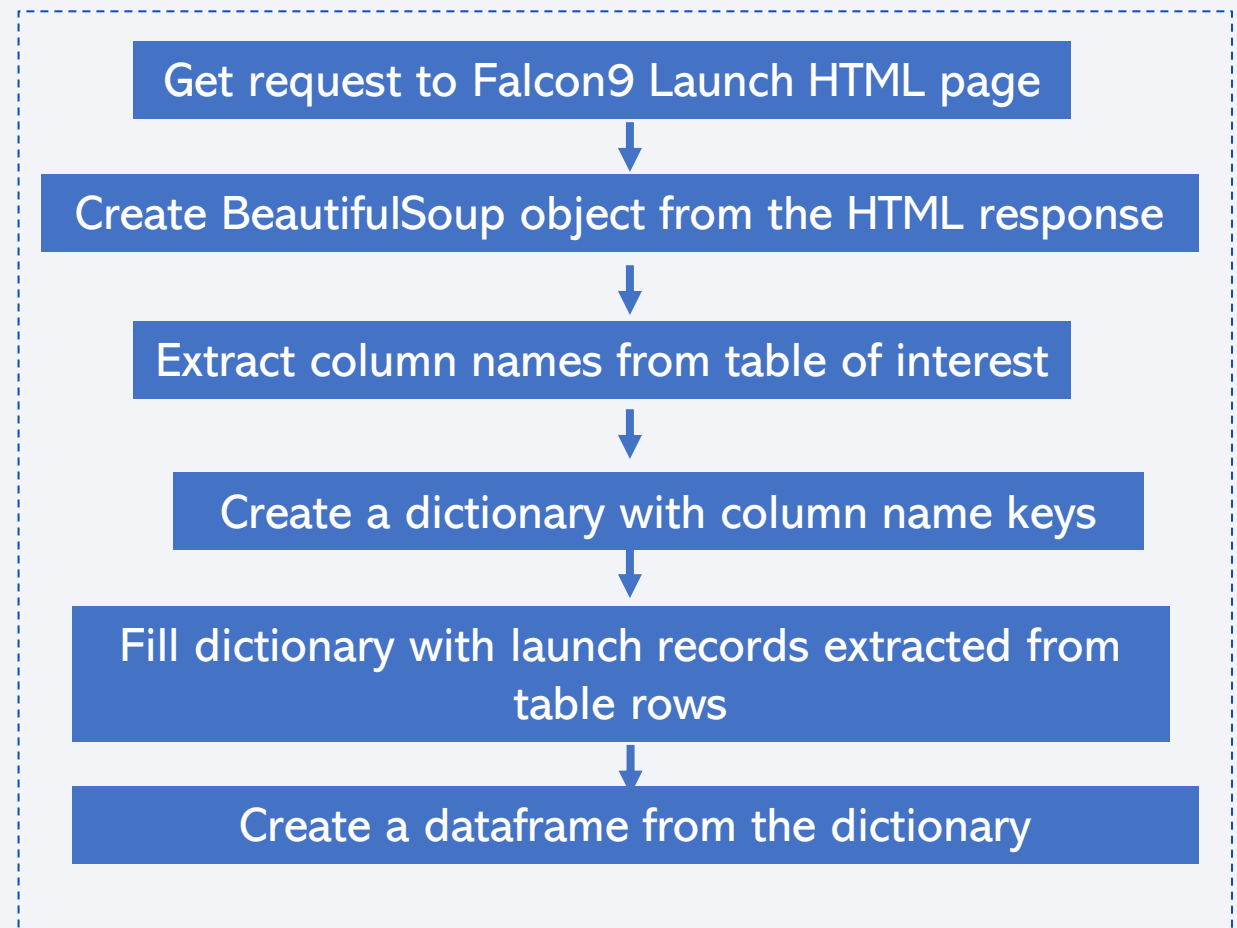 Get request to Falcon9 Launch HTML page
Create BeautifulSoup object from the HTML response
Extract column names from table of interest
Create a dictionary with column name keys
Fill dictionary with launch records extracted from
table rows
Create a dataframe from the dictionary